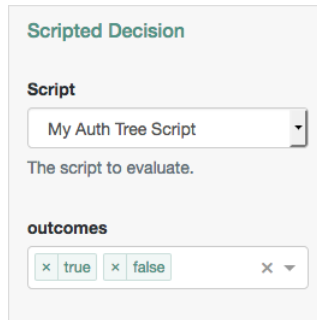 Scripted Decision
Script
My Auth Tree Script
The script to evaluate.
outcomes
× true × false